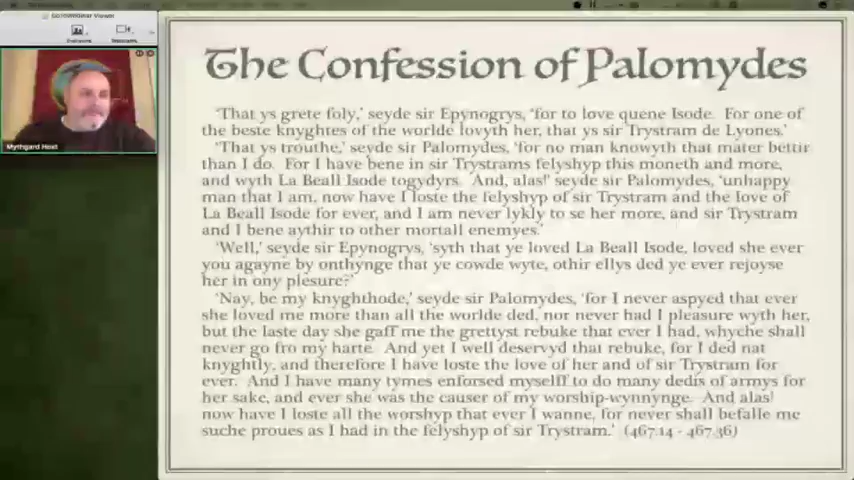 GoToWebinar Viewer
Mythgard Host
The Confession of Palomydes
'That ys grete foly,' seyde sir Epynogrys, 'for to love quene Isode. For one of
the beste knyghtes of the worlde lovyth her, that ys sir Trystram de Lyones.'
'That ys trouthe,' seyde sir Palomydes, 'for no man knowyth that mater bettir
than I do. For I have bene in sir Trystrams felyshyp this moneth and more,
and wyth La Beall Isode togydyrs. And, alas!' seyde sir Palomydes, 'unhappy
man that I am, now have I loste the felyshyp of sir Trystram and the love of
La Beall Isode for ever, and I am never lykly to se her more, and sir Trystram
and I bene aythir to other mortall enemyes.'
'Well,' seyde sir Epynogrys, 'syth that ye loved La Beall Isode, loved she ever
you agayne by onthynge that ye cowde wyte, othir ellys ded ye ever rejoyse
her in ony plesure?'
'Nay, be my knyghthode,' seyde sir Palomydes, 'for I never aspyed that ever
she loved me more than all the worlde ded, nor never had I pleasure wyth her,
but the laste day she gaff me the grettyst rebuke that ever I had, whyche shall
never go fro my harte. And yet I well deservyd that rebuke, for I ded nat
knyghtly, and therefore I have loste the love of her and of sir Trystram for
ever. And I have many tymes enforsed myselff to do many dedis of armys for
her sake, and ever she was the causer of my worship-wynnynge. And alas!
now have I loste all the worshyp that ever I wanne, for never shall befalle me
suche proues as I had in the felyshyp of sir Trystram.' (467.14 - 467.36)